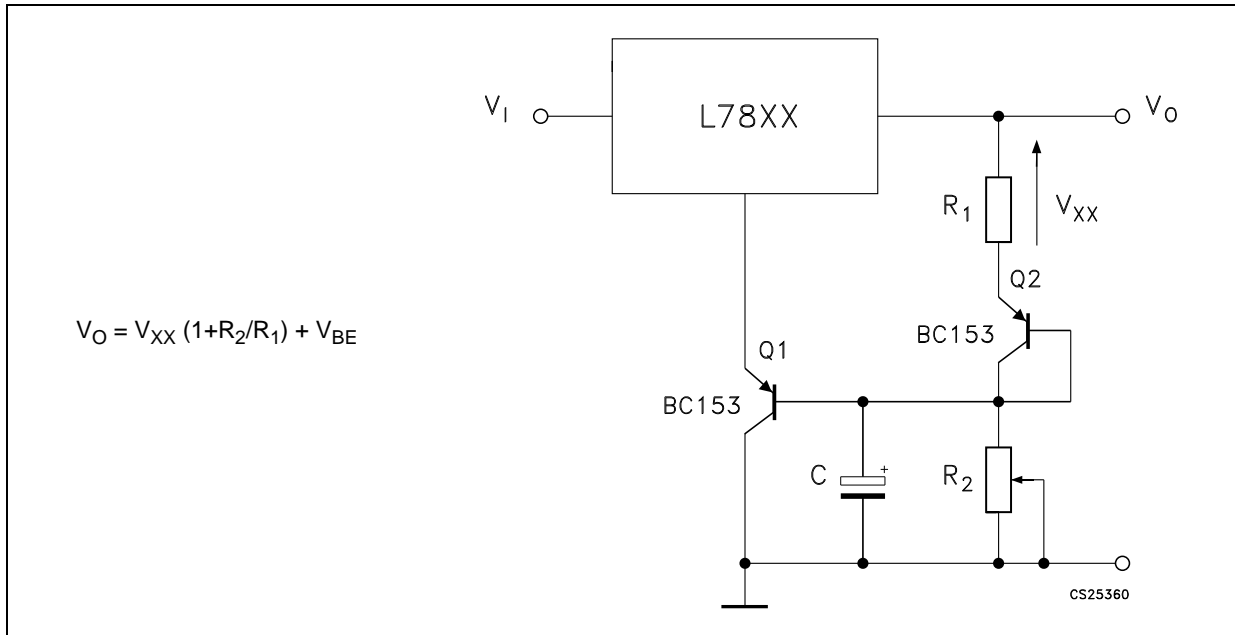 L78XX
V_I
V_O
R_1
V_XX
Q2
BC153
V_O = V_XX (1+R_2/R_1) + V_BE
Q1
BC153
C
+
R_2
CS25360